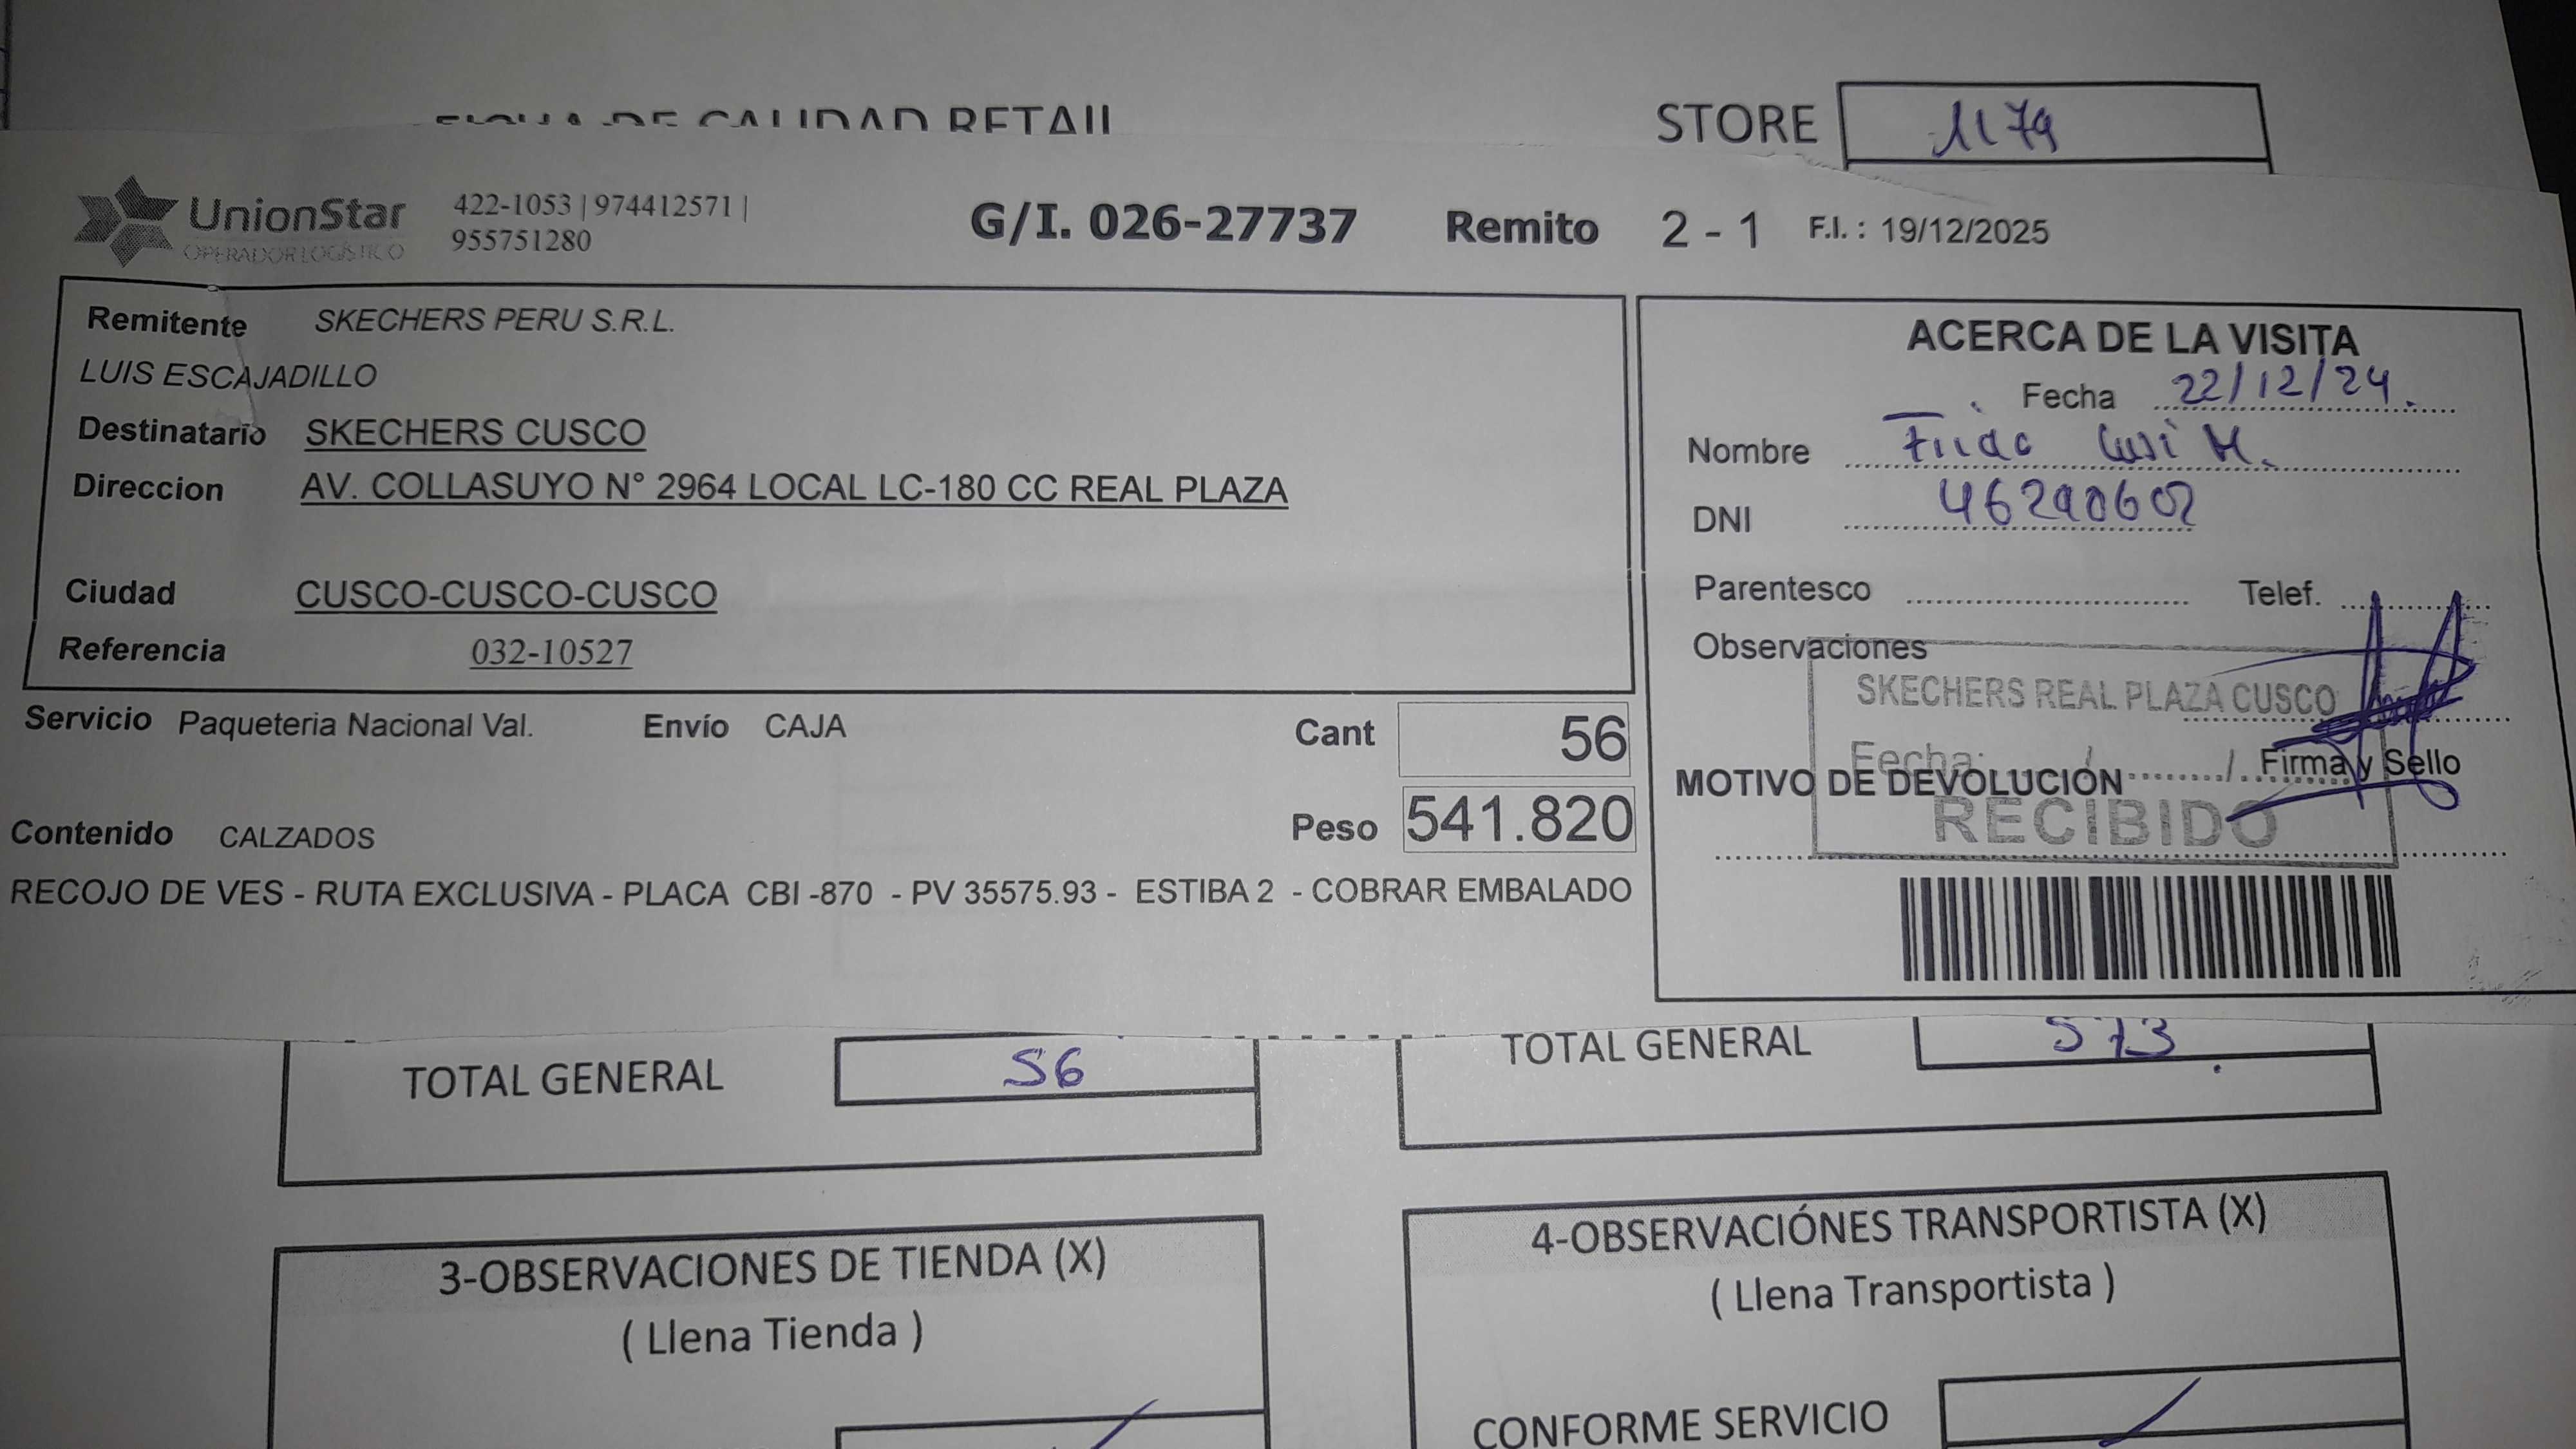 FICHA DE CALIDAD RETAIL
STORE 1179
UnionStar
OPERADOR LOGÍSTICO
422-1053 | 974412571 |
955751280
G/I. 026-27737 Remito 2 - 1 F.I. : 19/12/2025
Remitente SKECHERS PERU S.R.L.
LUIS ESCAJADILLO
Destinatario SKECHERS CUSCO
Direccion AV. COLLASUYO N° 2964 LOCAL LC-180 CC REAL PLAZA
Ciudad CUSCO-CUSCO-CUSCO
Referencia 032-10527
Servicio Paqueteria Nacional Val. Envío CAJA
Cant 56
Peso 541.820
Contenido CALZADOS
RECOJO DE VES - RUTA EXCLUSIVA - PLACA CBI -870 - PV 35575.93 - ESTIBA 2 - COBRAR EMBALADO
ACERCA DE LA VISITA
Fecha 22/12/24.
Nombre
DNI 46290602
Parentesco Telef.
Observaciones
SKECHERS REAL PLAZA CUSCO
Fecha: / /
Firma y Sello
MOTIVO DE DEVOLUCIÓN
RECIBIDO
TOTAL GENERAL 56
TOTAL GENERAL 573
3-OBSERVACIONES DE TIENDA (X)
( Llena Tienda )
4-OBSERVACIÓNES TRANSPORTISTA (X)
( Llena Transportista )
CONFORME SERVICIO